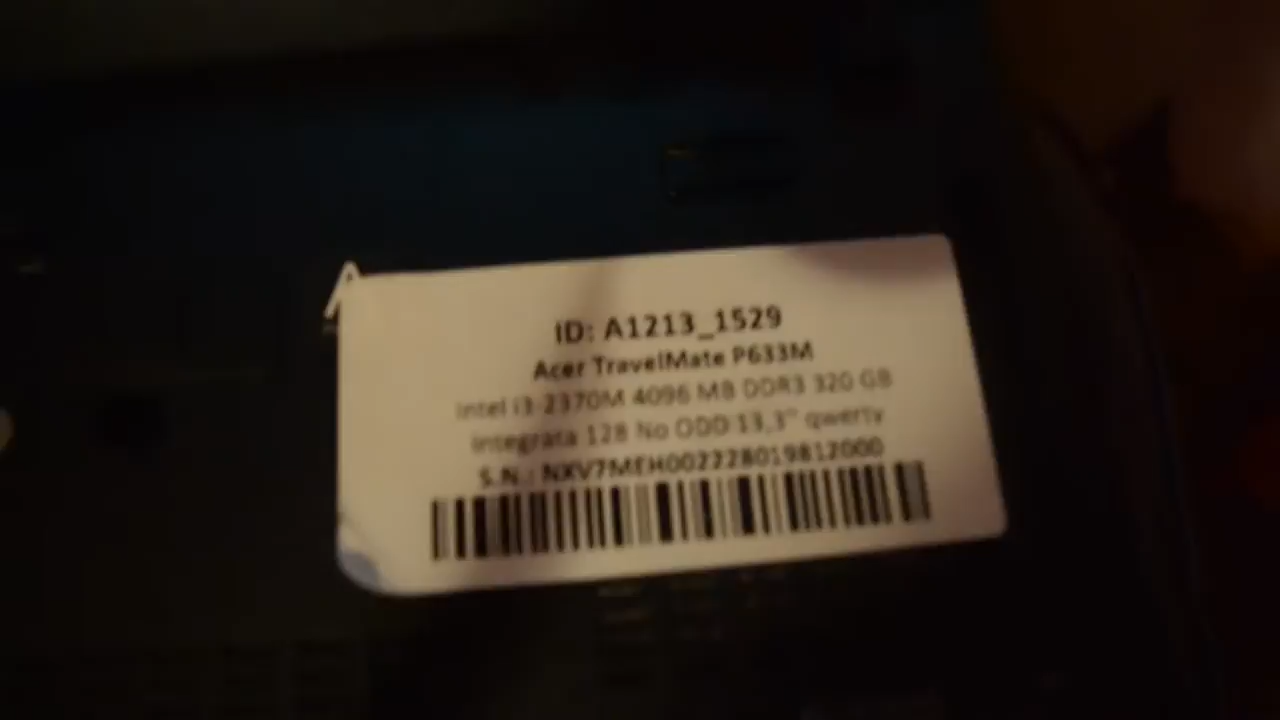 A
ID: A1213_1529
Acer TravelMate P633M
Intel i3-2370M 4096 MB DDR3 320 GB
Integrata 128 No ODD 13,3" qwerty
S.N.: NXV7MEH00222801981Z000